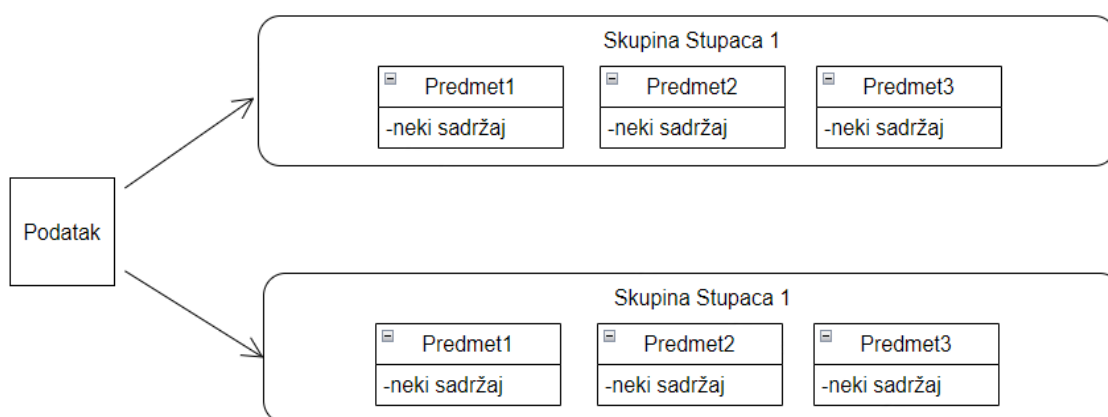 Skupina Stupaca 1
Predmet1
Predmet2
Predmet3
-neki sadržaj
-neki sadržaj
-neki sadržaj
Podatak
Skupina Stupaca 1
Predmet1
Predmet2
Predmet3
-neki sadržaj
-neki sadržaj
-neki sadržaj